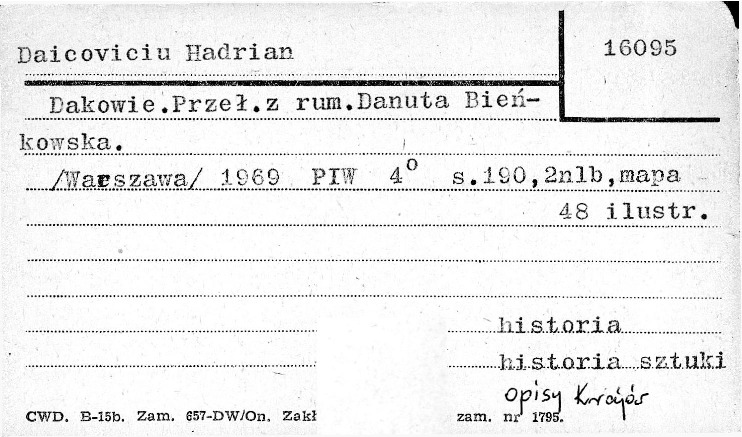 Daicoviciu Hadrian
16095
Dakowie.Przeł.z rum.Danuta Bień-
kowska.
/Warszawa/ 1969 PIW 4° s.190,2nlb,mapa
48 ilustr.
historia
historia sztuki
opisy krajów
CWD. B-15b. Zam. 657-DW/On. Zakł
zam. nr 1795.